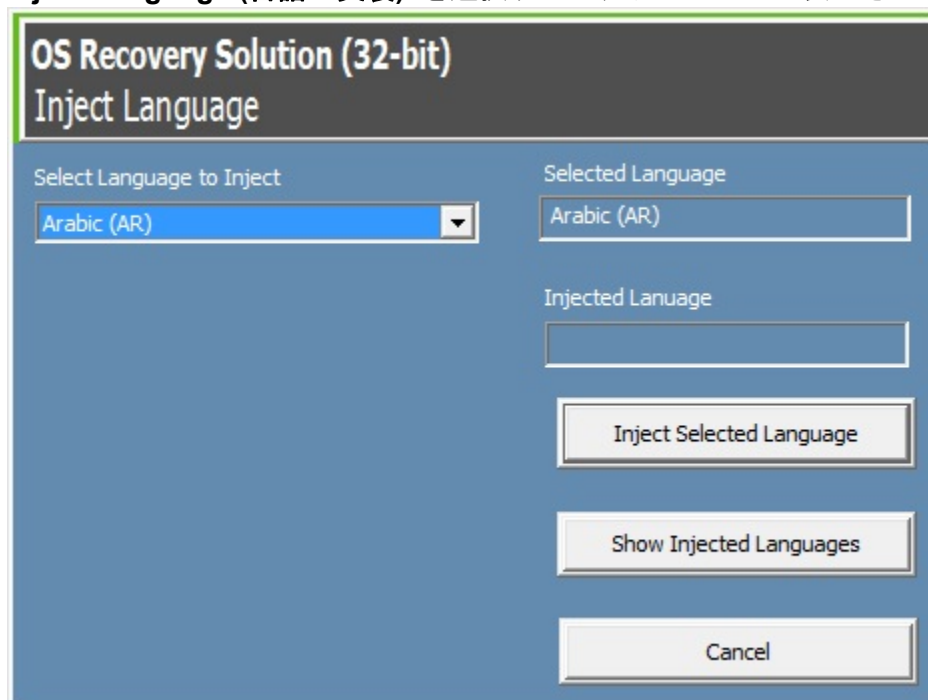 OS Recovery Solution (32-bit)
Inject Language
Select Language to Inject
Arabic (AR)
Selected Language
Arabic (AR)
Injected Lanuage
Inject Selected Language
Show Injected Languages
Cancel